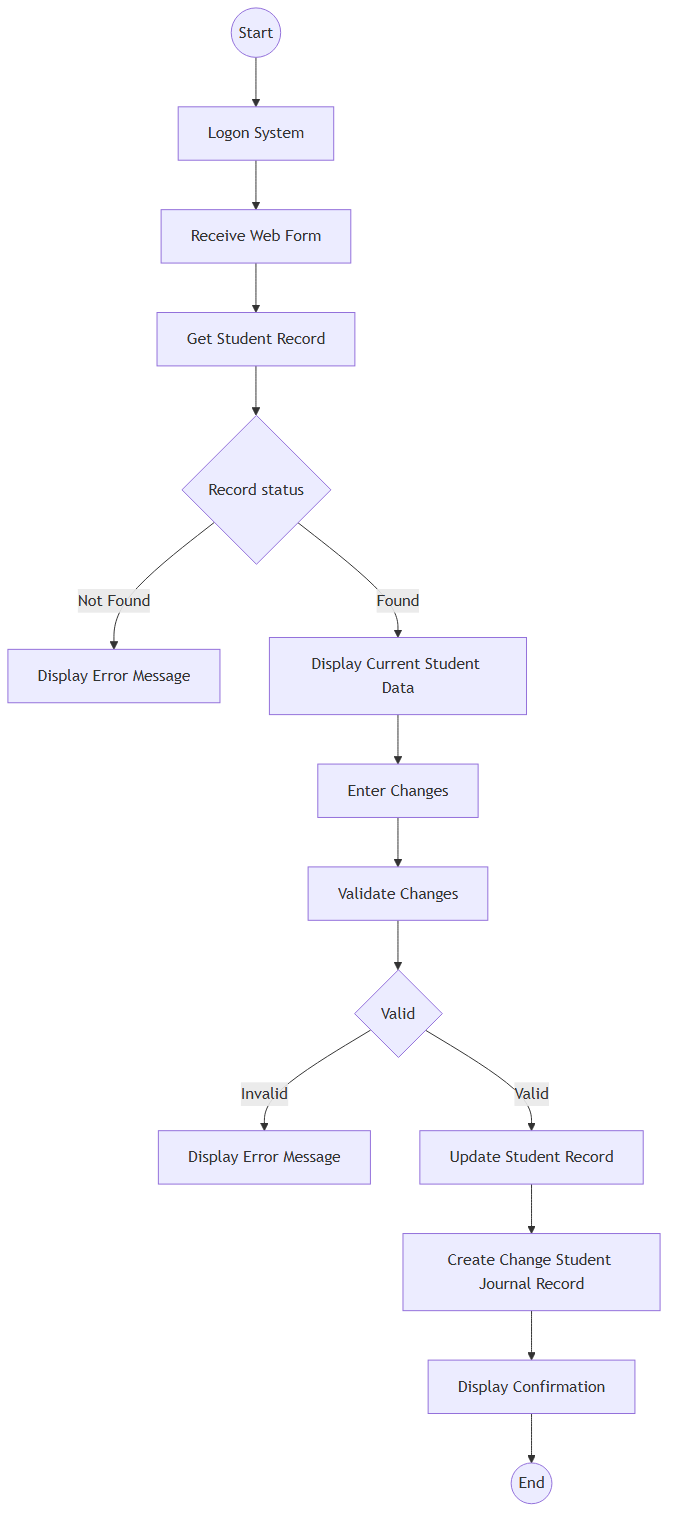 Start
Logon System
Receive Web Form
Get Student Record
Record status
Not Found
Found
Display Error Message
Display Current Student
Data
Enter Changes
Validate Changes
Valid
Invalid
Valid
Display Error Message
Update Student Record
Create Change Student
Journal Record
Display Confirmation
End